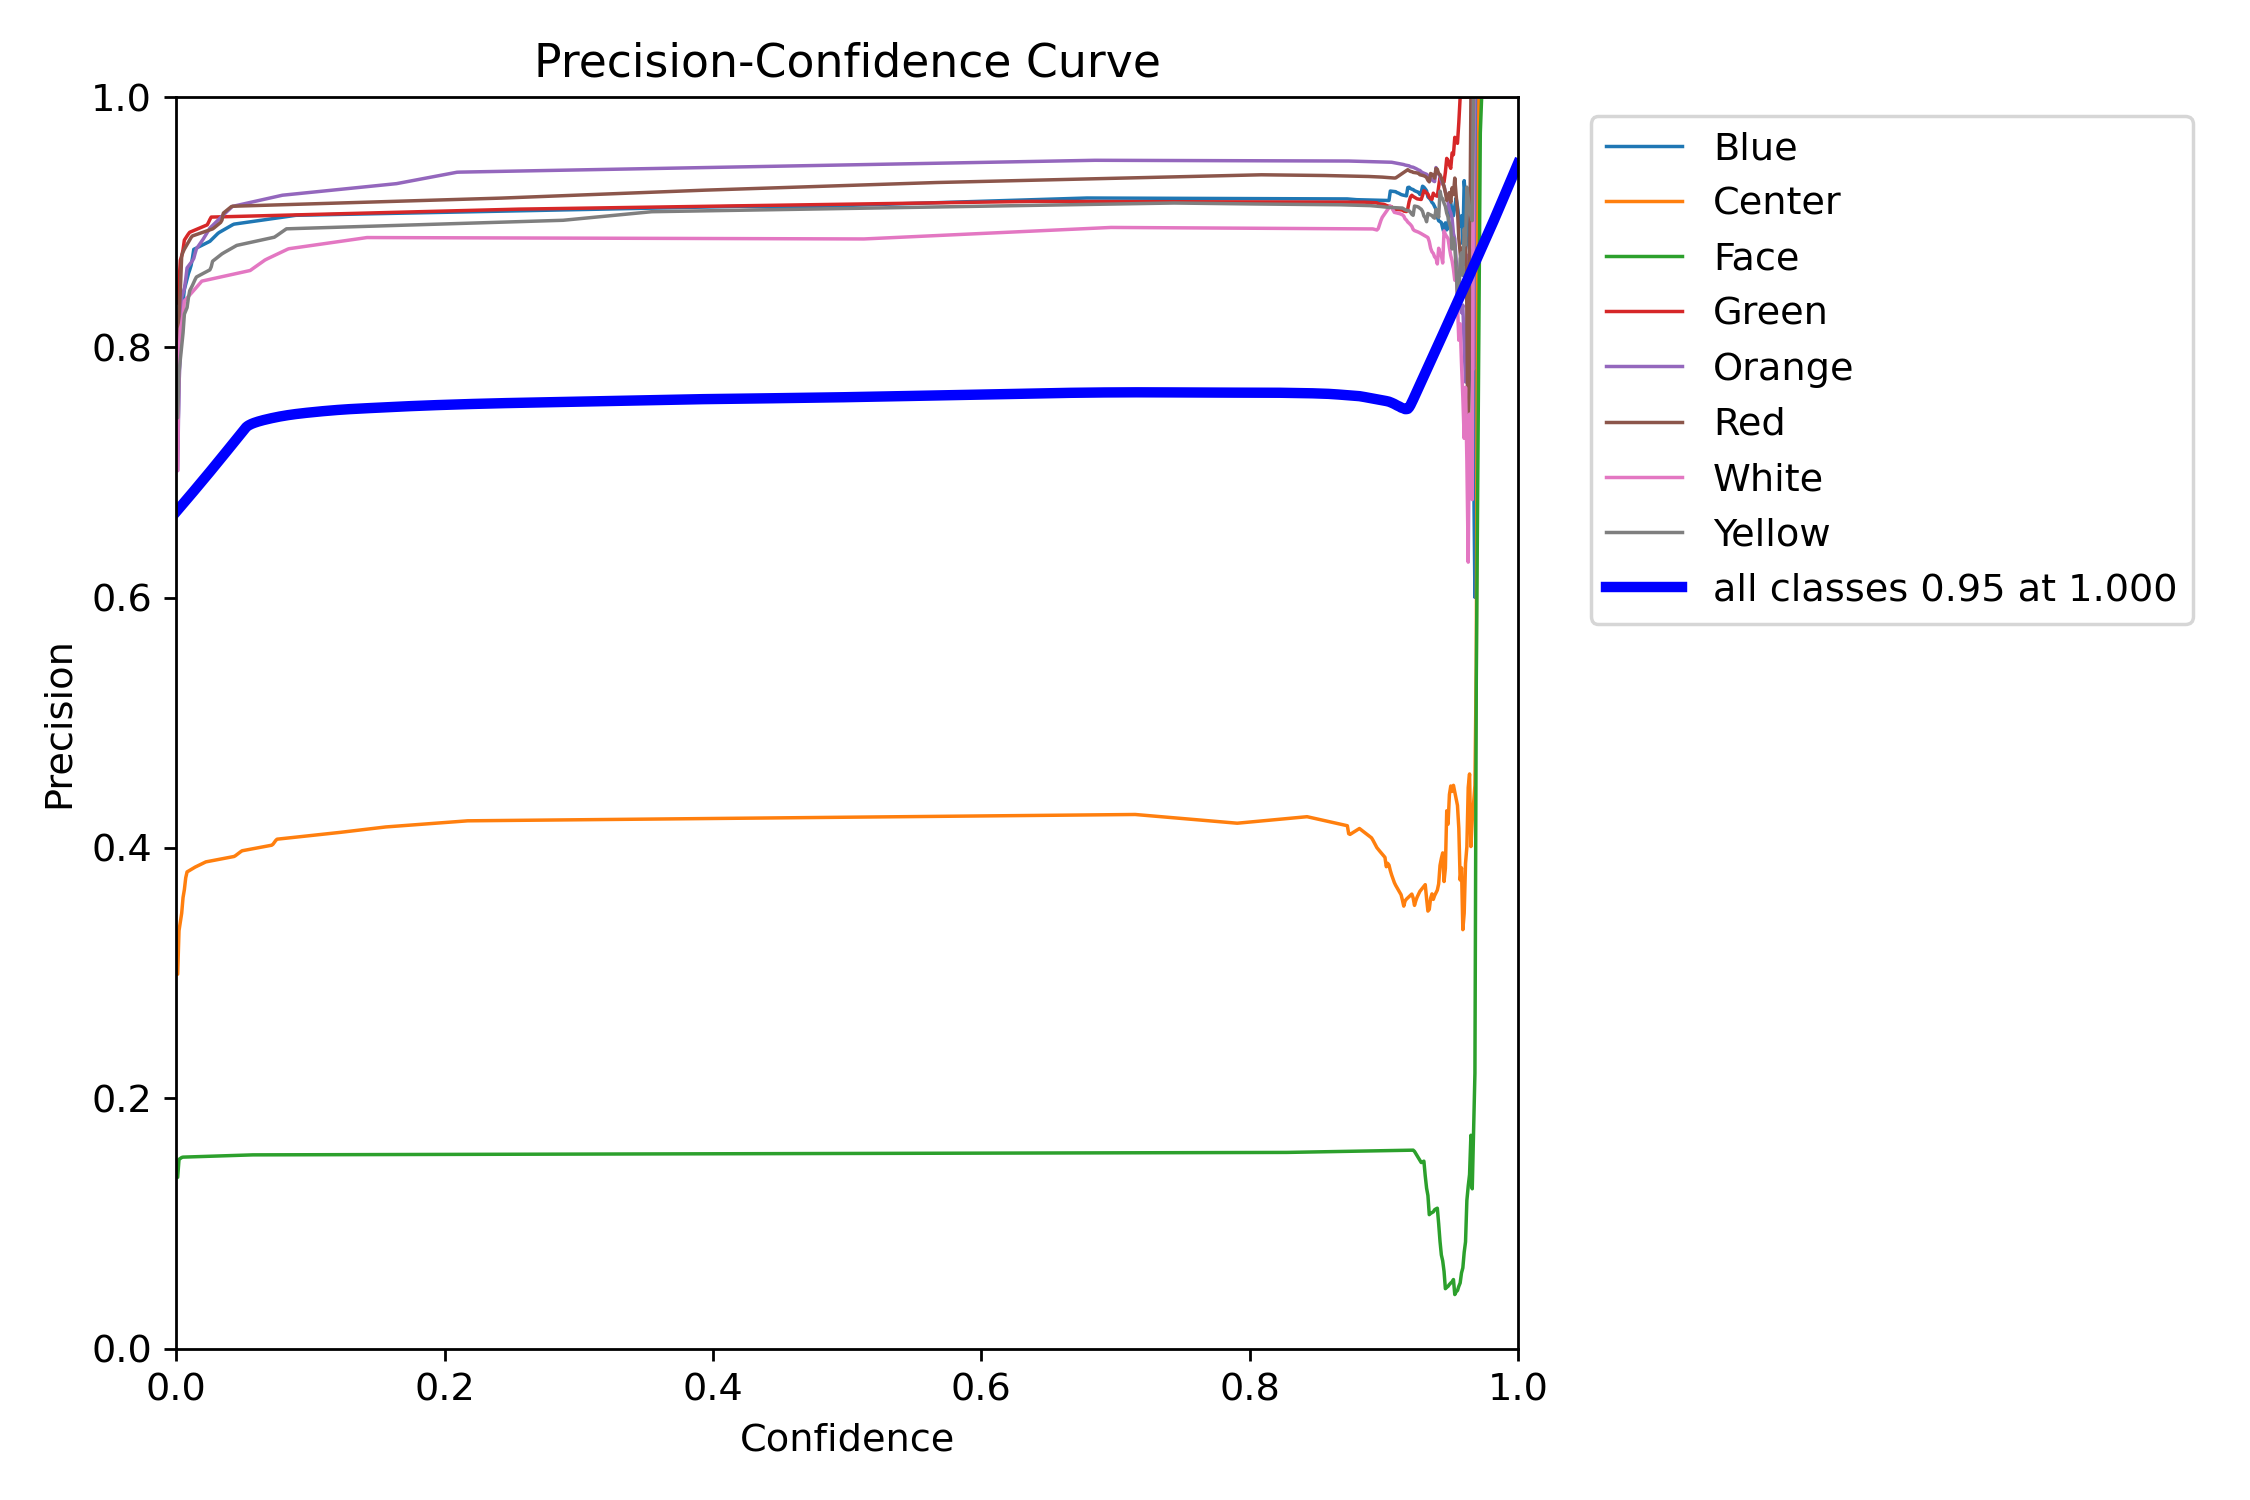 Precision-Confidence Curve
1.0
0.8
0.6
0.4
0.2
0.0
Precision
0.0 0.2 0.4 0.6 0.8 1.0
Confidence
Blue
Center
Face
Green
Orange
Red
White
Yellow
all classes 0.95 at 1.000